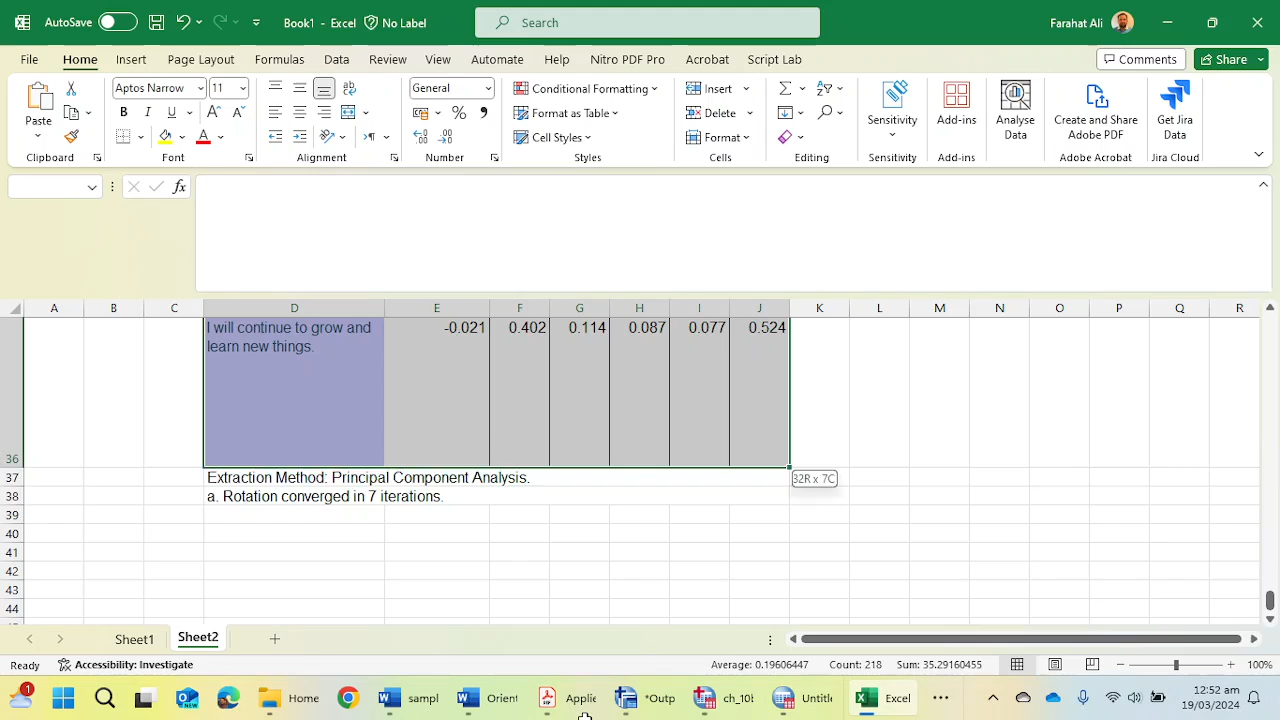 AutoSave Book1 - Excel No Label Search Farahat Ali
File Home Insert Page Layout Formulas Data Review View Automate Help Nitro PDF Pro Acrobat Script Lab Comments Share
Paste Aptos Narrow 11 General Conditional Formatting Insert Sensitivity Add-ins Analyse Data Create and Share Adobe PDF Get Jira Data
B I U % Format as Table Delete
A Cell Styles Format
Clipboard Font Alignment Number Styles Cells Editing Sensitivity Add-ins Adobe Acrobat Jira Cloud
fx
A B C D E F G H I J K L M N O P Q R
I will continue to grow and -0.021 0.402 0.114 0.087 0.077 0.524
learn new things.
36
37 Extraction Method: Principal Component Analysis. 32R x 7C
38 a. Rotation converged in 7 iterations.
39
40
41
42
43
44
Sheet1 Sheet2
Ready Accessibility: Investigate Average: 0.19606447 Count: 218 Sum: 35.29160455 100%
1 Home sampl Orient Applie *Outp ch_10b Untitle Excel 12:52 am
19/03/2024